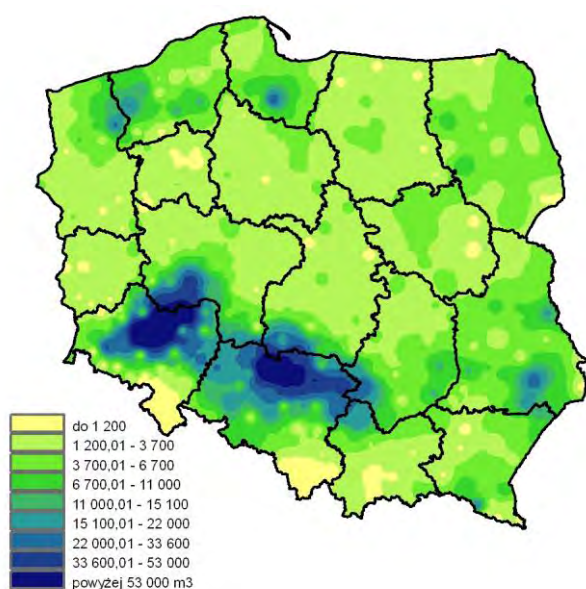 do 1 200
1 200,01 - 3 700
3 700,01 - 6 700
6 700,01 - 11 000
11 000,01 - 15 100
15 100,01 - 22 000
22 000,01 - 33 600
33 600,01 - 53 000
powyżej 53 000 m3